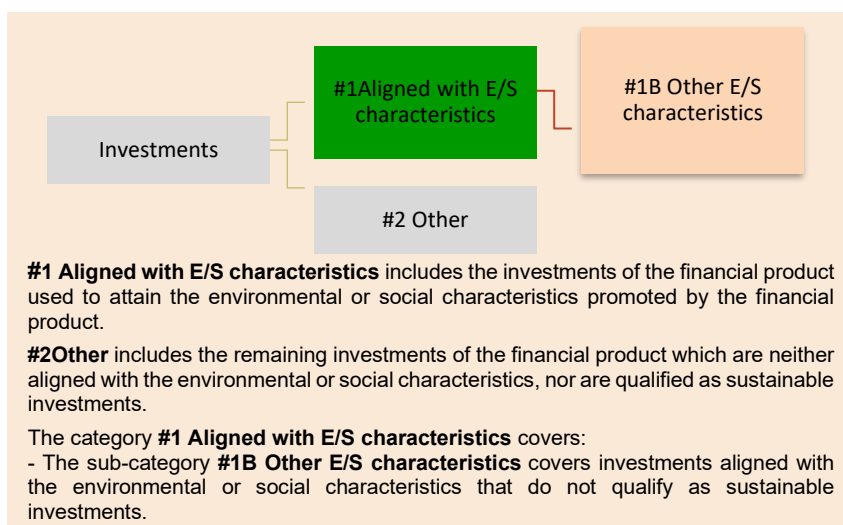 #1Aligned with E/S
characteristics
#1B Other E/S
characteristics
Investments
#2 Other
#1 Aligned with E/S characteristics includes the investments of the financial product
used to attain the environmental or social characteristics promoted by the financial
product.
#2Other includes the remaining investments of the financial product which are neither
aligned with the environmental or social characteristics, nor are qualified as sustainable
investments.
The category #1 Aligned with E/S characteristics covers:
- The sub-category #1B Other E/S characteristics covers investments aligned with
the environmental or social characteristics that do not qualify as sustainable
investments.